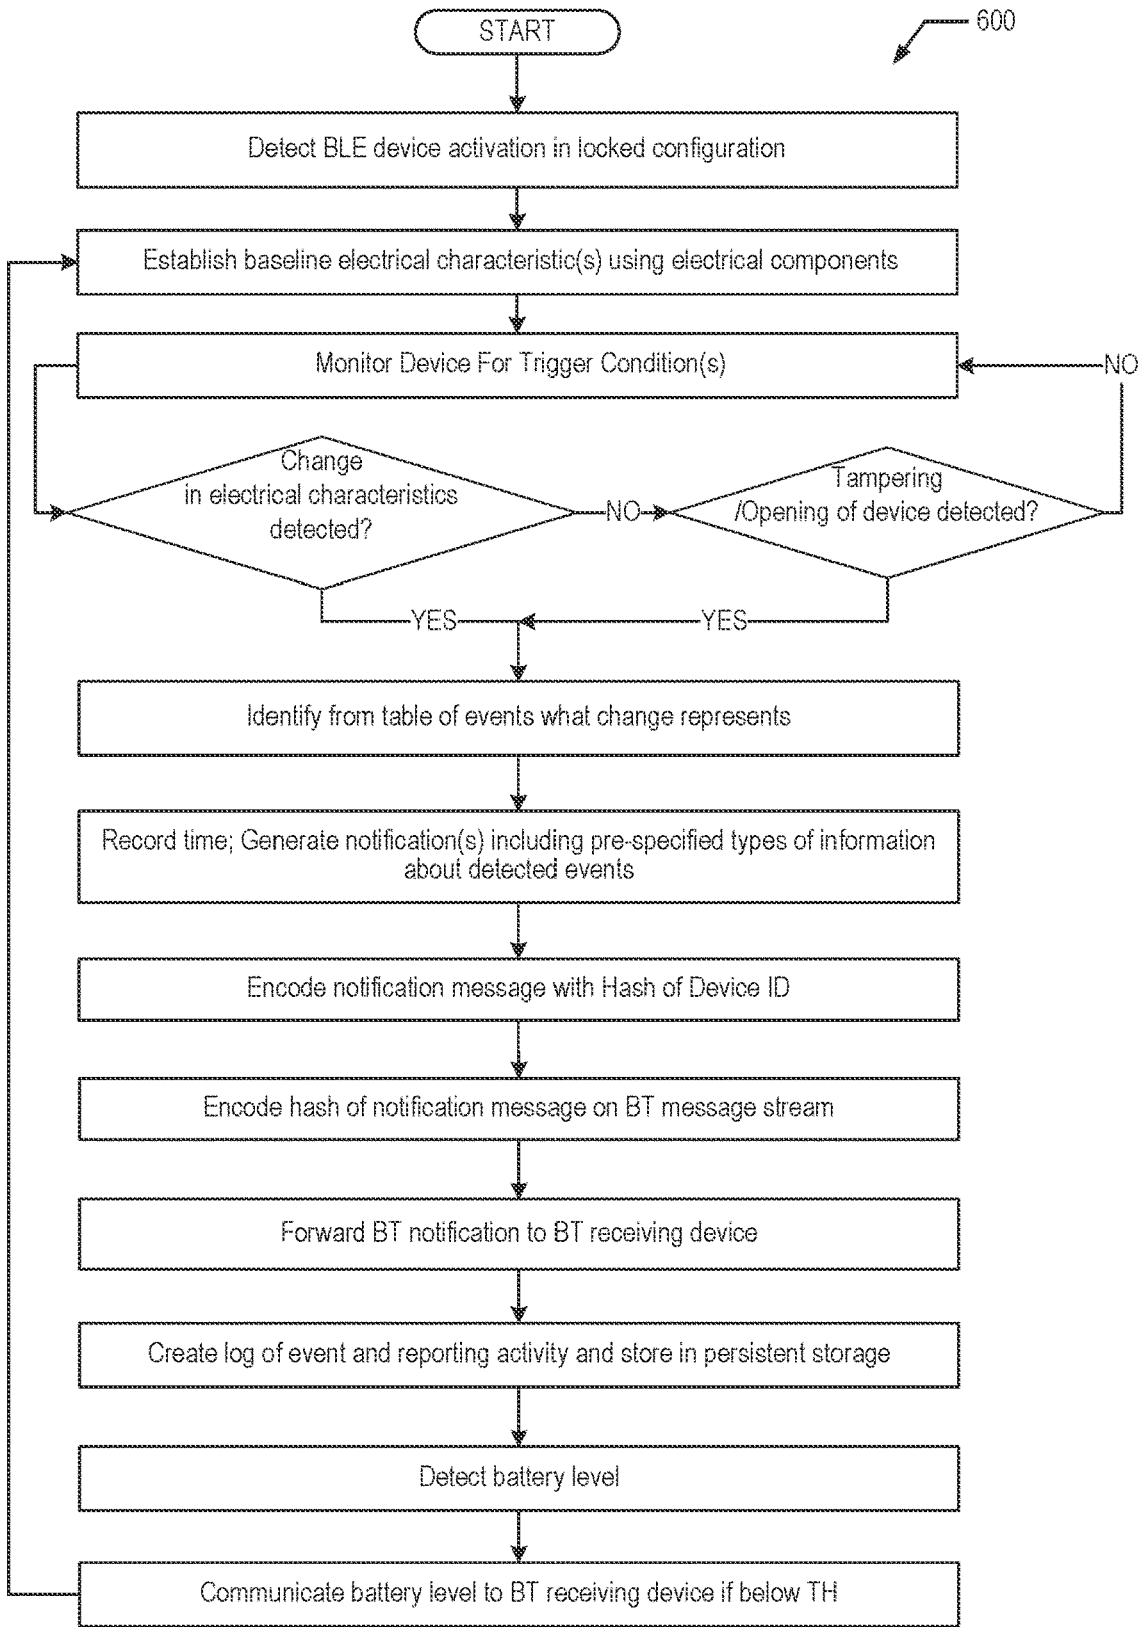 START
600
Detect BLE device activation in locked configuration
Establish baseline electrical characteristic(s) using electrical components
Monitor Device For Trigger Condition(s)
NO
Change
in electrical characteristics
detected?
NO
Tampering
/Opening of device detected?
YES
YES
Identify from table of events what change represents
Record time; Generate notification(s) including pre-specified types of information
about detected events
Encode notification message with Hash of Device ID
Encode hash of notification message on BT message stream
Forward BT notification to BT receiving device
Create log of event and reporting activity and store in persistent storage
Detect battery level
Communicate battery level to BT receiving device if below TH